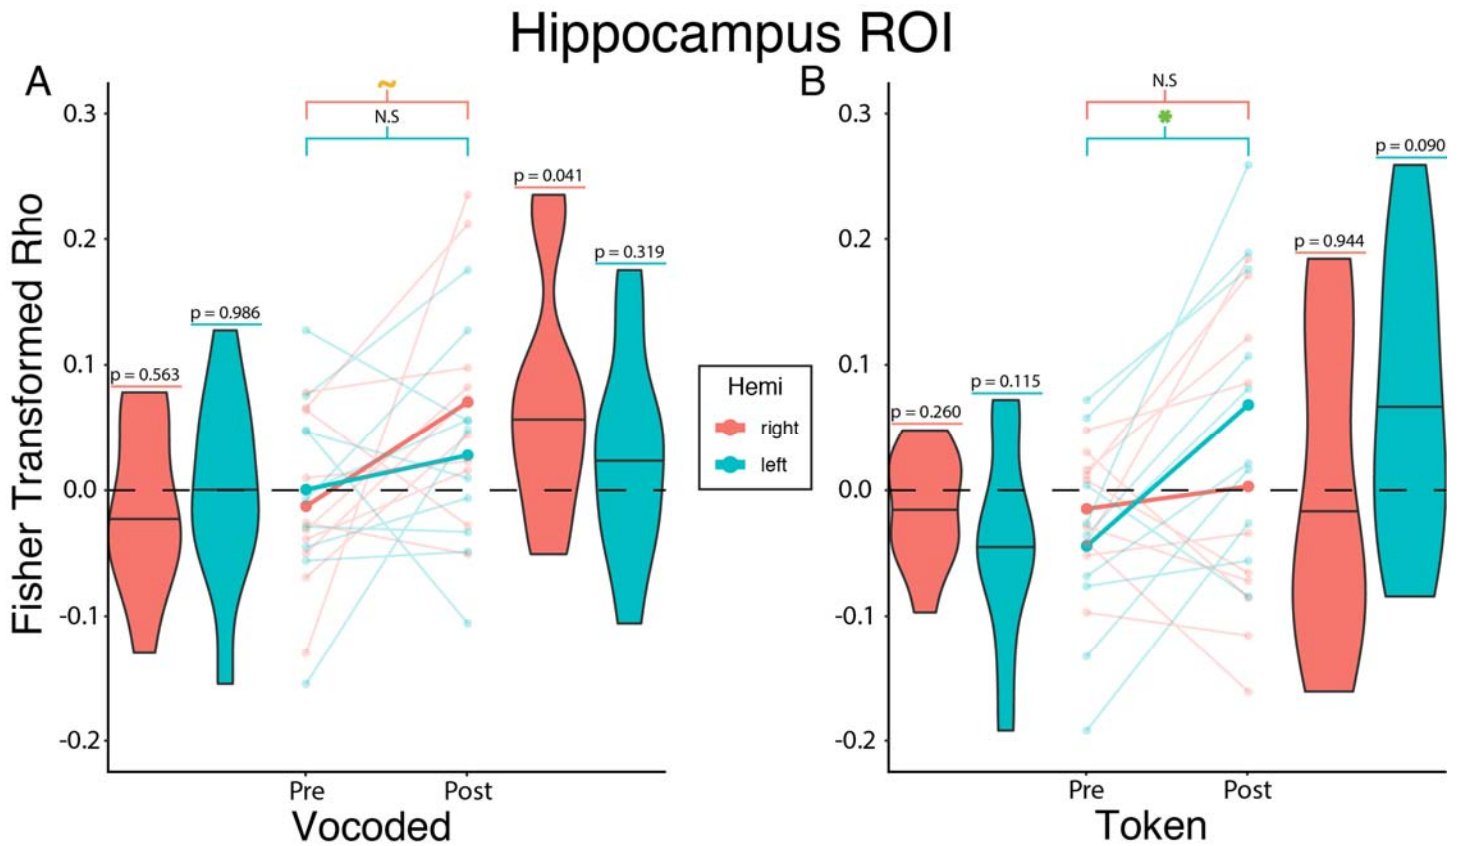 Hippocampus ROI
A
B
Fisher Transformed Rho
0.3
0.2
0.1
0.0
-0.1
-0.2
~
N.S
p = 0.563
p = 0.986
p = 0.041
p = 0.319
Pre
Post
Vocoded
Hemi
right
left
0.3
0.2
0.1
0.0
-0.1
-0.2
N.S
*
p = 0.260
p = 0.115
p = 0.944
p = 0.090
Pre
Post
Token